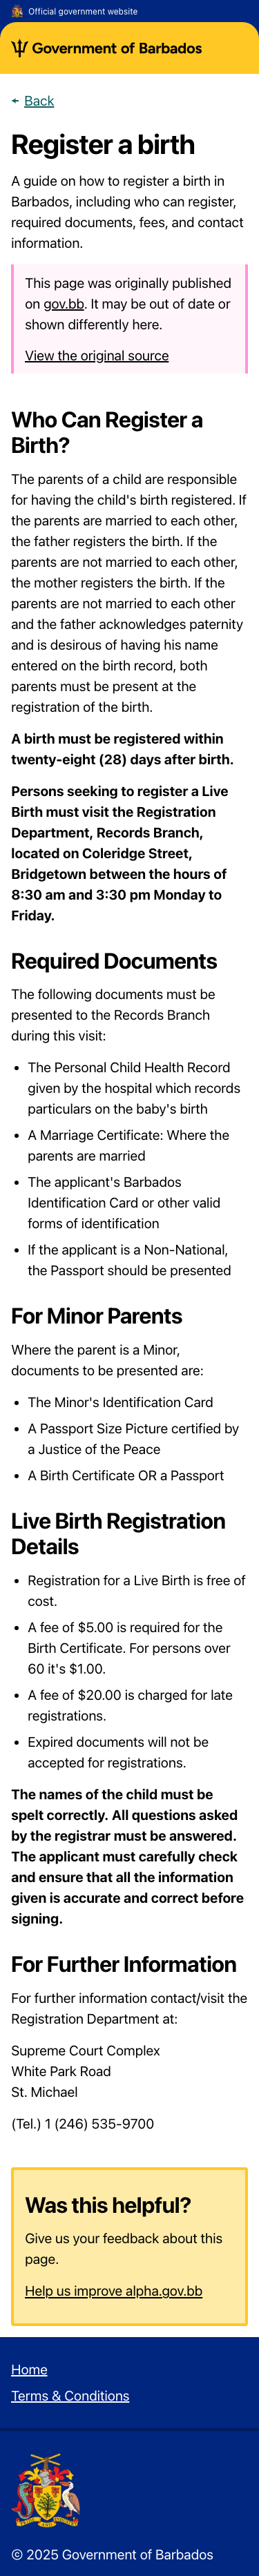 Official government website
Government of Barbados
Back
Register a birth
A guide on how to register a birth in
Barbados, including who can register,
required documents, fees, and contact
information.
This page was originally published
on gov.bb. It may be out of date or
shown differently here.
View the original source
Who Can Register a
Birth?
The parents of a child are responsible
for having the child's birth registered. If
the parents are married to each other,
the father registers the birth. If the
parents are not married to each other,
the mother registers the birth. If the
parents are not married to each other
and the father acknowledges paternity
and is desirous of having his name
entered on the birth record, both
parents must be present at the
registration of the birth.
A birth must be registered within
twenty-eight (28) days after birth.
Persons seeking to register a Live
Birth must visit the Registration
Department, Records Branch,
located on Coleridge Street,
Bridgetown between the hours of
8:30 am and 3:30 pm Monday to
Friday.
Required Documents
The following documents must be
presented to the Records Branch
during this visit:
• The Personal Child Health Record
given by the hospital which records
particulars on the baby's birth
• A Marriage Certificate: Where the
parents are married
• The applicant's Barbados
Identification Card or other valid
forms of identification
• If the applicant is a Non-National,
the Passport should be presented
For Minor Parents
Where the parent is a Minor,
documents to be presented are:
• The Minor's Identification Card
• A Passport Size Picture certified by
a Justice of the Peace
• A Birth Certificate OR a Passport
Live Birth Registration
Details
• Registration for a Live Birth is free of
cost.
• A fee of $5.00 is required for the
Birth Certificate. For persons over
60 it's $1.00.
• A fee of $20.00 is charged for late
registrations.
• Expired documents will not be
accepted for registrations.
The names of the child must be
spelt correctly. All questions asked
by the registrar must be answered.
The applicant must carefully check
and ensure that all the information
given is accurate and correct before
signing.
For Further Information
For further information contact/visit the
Registration Department at:
Supreme Court Complex
White Park Road
St. Michael
(Tel.) 1 (246) 535-9700
Was this helpful?
Give us your feedback about this
page.
Help us improve alpha.gov.bb
Home
Terms & Conditions
© 2025 Government of Barbados